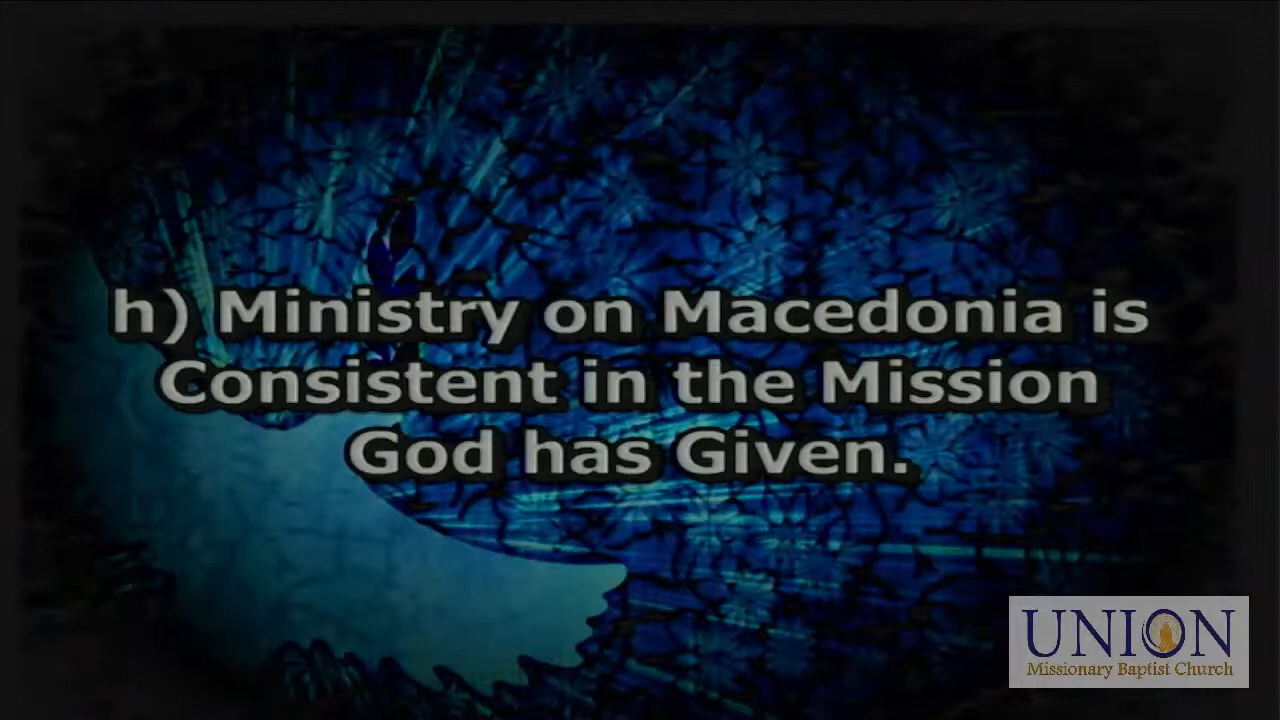 h) Ministry on Macedonia is
Consistent in the Mission
God has Given.
UNION
Missionary Baptist Church